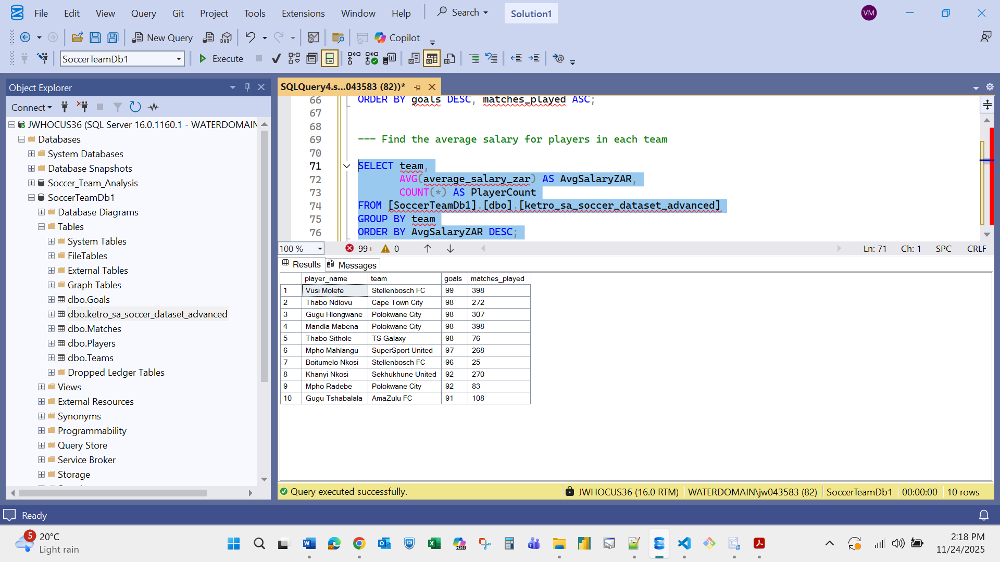 File Edit View Query Git Project Tools Extensions Window Help Search Solution1 VM
New Query DAX Copilot
SoccerTeamDb1 Execute
Object Explorer
Connect
JWHOCUS36 (SQL Server 16.0.1160.1 - WATERDOMAIN
Databases
System Databases
Database Snapshots
Soccer_Team_Analysis
SoccerTeamDb1
Database Diagrams
Tables
System Tables
FileTables
External Tables
Graph Tables
dbo.Goals
dbo.ketro_sa_soccer_dataset_advanced
dbo.Matches
dbo.Players
dbo.Teams
Dropped Ledger Tables
Views
External Resources
Synonyms
Programmability
Query Store
Service Broker
Storage
SQLQuery4.s...043583 (82))*
66 ORDER BY goals DESC, matches_played ASC;
67
68
69 --- Find the average salary for players in each team
70
71 SELECT team,
72 AVG(average_salary_zar) AS AvgSalaryZAR,
73 COUNT(*) AS PlayerCount
74 FROM [SoccerTeamDb1].[dbo].[ketro_sa_soccer_dataset_advanced]
75 GROUP BY team
76 ORDER BY AvgSalaryZAR DESC;
100 % 99+ 0 Ln: 71 Ch: 1 SPC CRLF
Results Messages
player_name team goals matches_played
1 Vusi Molefe Stellenbosch FC 99 398
2 Thabo Ndlovu Cape Town City 98 272
3 Gugu Hlongwane Polokwane City 98 307
4 Mandla Mabena Polokwane City 98 398
5 Thabo Sithole TS Galaxy 98 76
6 Mpho Mahlangu SuperSport United 97 268
7 Boitumelo Nkosi Stellenbosch FC 96 25
8 Khanyi Nkosi Sekhukhune United 92 270
9 Mpho Radebe Polokwane City 92 83
10 Gugu Tshabalala AmaZulu FC 91 108
Query executed successfully. JWHOCUS36 (16.0 RTM) WATERDOMAIN\jw043583 (82) SoccerTeamDb1 00:00:00 10 rows
Ready
5 20°C
Light rain
2:18 PM
11/24/2025